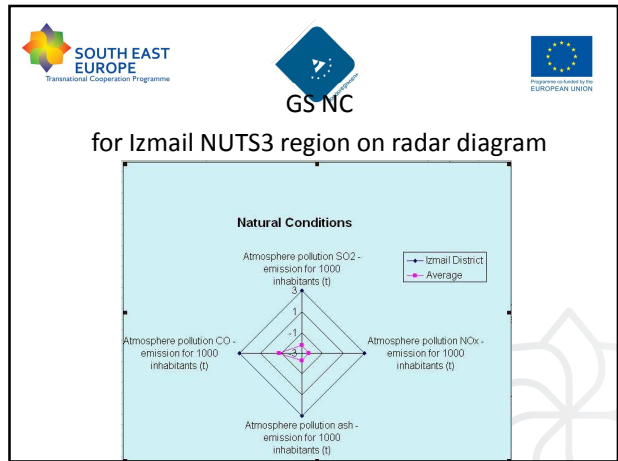 SOUTH EAST
EUROPE
Transnational Cooperation Programme
Programme co-funded by the
EUROPEAN UNION
GS NC
for Izmail NUTS3 region on radar diagram
Natural Conditions
Atmosphere pollution SO2 -
emission for 1000
inhabitants (t)
Izmail District
Average
3
1
-1
-3
Atmosphere pollution CO -
emission for 1000
inhabitants (t)
Atmosphere pollution NOx -
emission for 1000
inhabitants (t)
Atmosphere pollution ash -
emission for 1000
inhabitants (t)